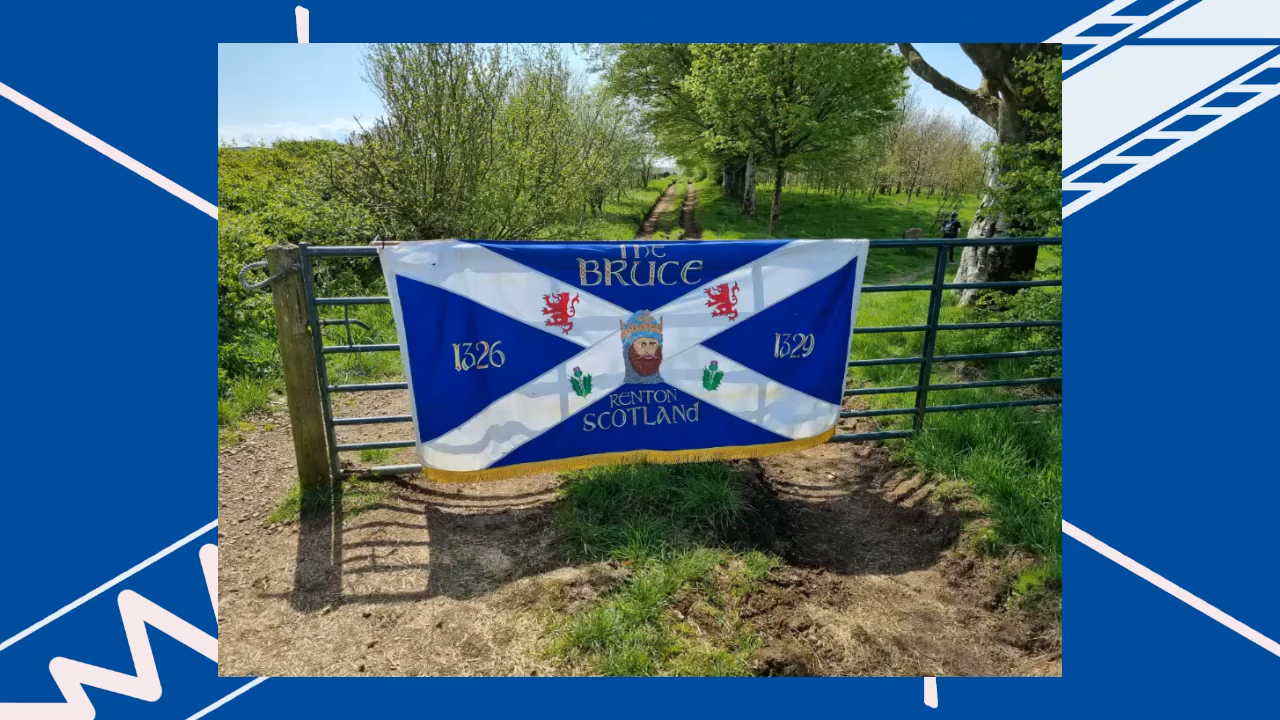 THE
BRUCE
1326
1329
RENTON
SCOTLAND